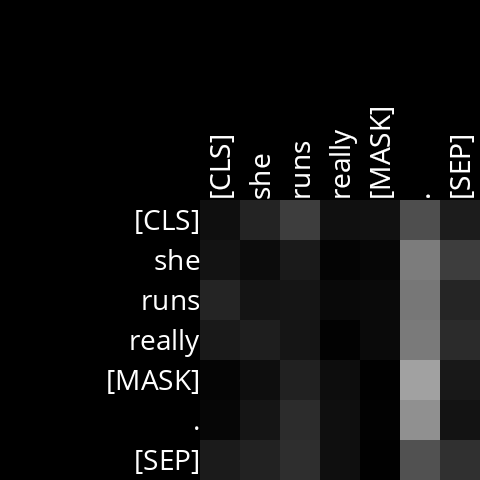 [CLS] she runs really [MASK] . [SEP]
[CLS]
she
runs
really
[MASK]
.
[SEP]